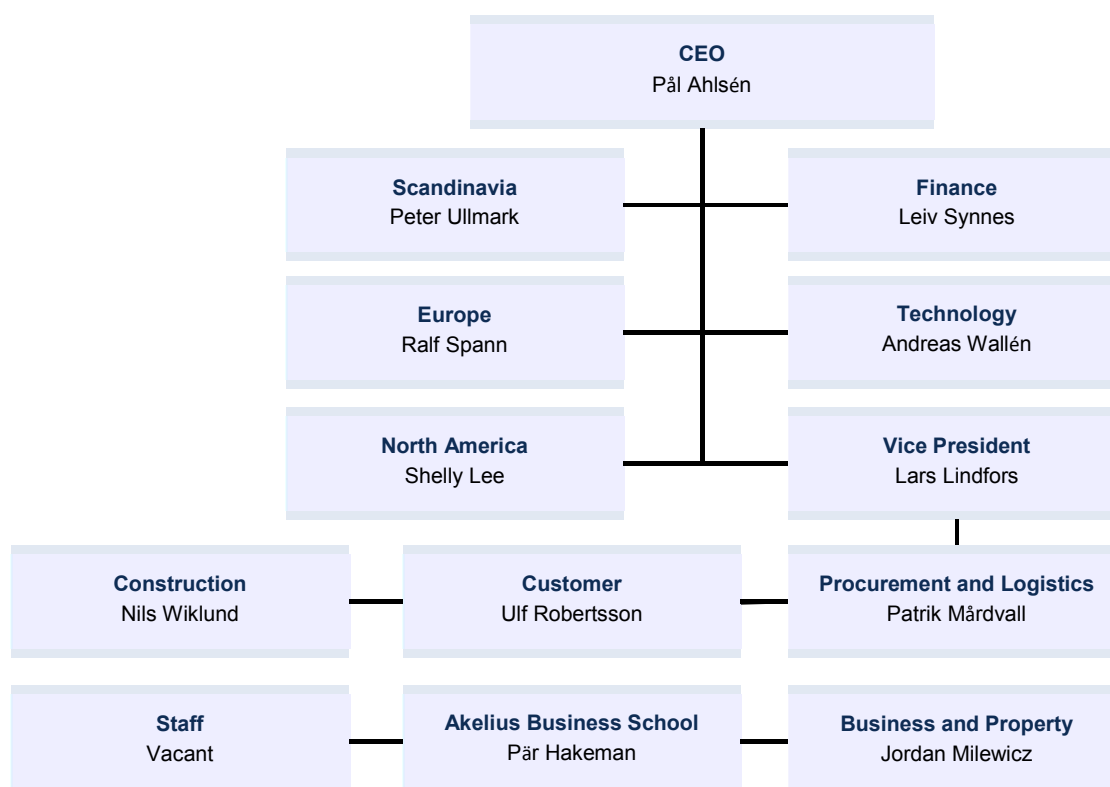 CEO
Pål Ahlsén
Scandinavia
Peter Ullmark
Finance
Leiv Synnes
Europe
Ralf Spann
Technology
Andreas Wallén
North America
Shelly Lee
Vice President
Lars Lindfors
Construction
Nils Wiklund
Customer
Ulf Robertsson
Procurement and Logistics
Patrik Mårdvall
Staff
Vacant
Akelius Business School
Pär Hakeman
Business and Property
Jordan Milewicz